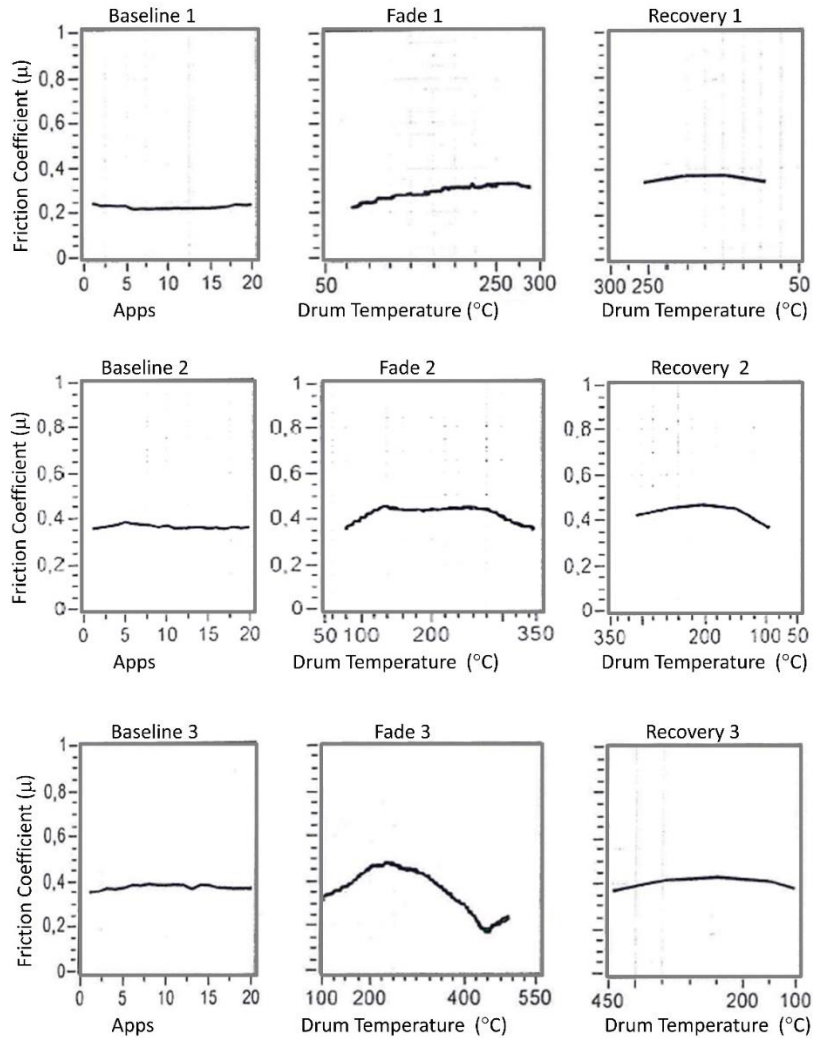 Baseline 1 Fade 1 Recovery 1
Friction Coefficient (μ)
1
0,8
0,6
0,4
0,2
0
0 5 10 15 20
50 250 300
300 250 50
Apps Drum Temperature (°C) Drum Temperature (°C)
Baseline 2 Fade 2 Recovery 2
Friction Coefficient (μ)
1 1 1
0,8 0,8 0,8
0,6 0,6 0,6
0,4 0,4 0,4
0,2 0,2 0,2
0 0 0
0 5 10 15 20
50 100 200 350
350 200 100 50
Apps Drum Temperature (°C) Drum Temperature (°C)
Baseline 3 Fade 3 Recovery 3
Friction Coefficient (μ)
1
0,8
0,6
0,4
0,2
0
0 5 10 15 20
100 200 400 550
450 200 100
Apps Drum Temperature (°C) Drum Temperature (°C)